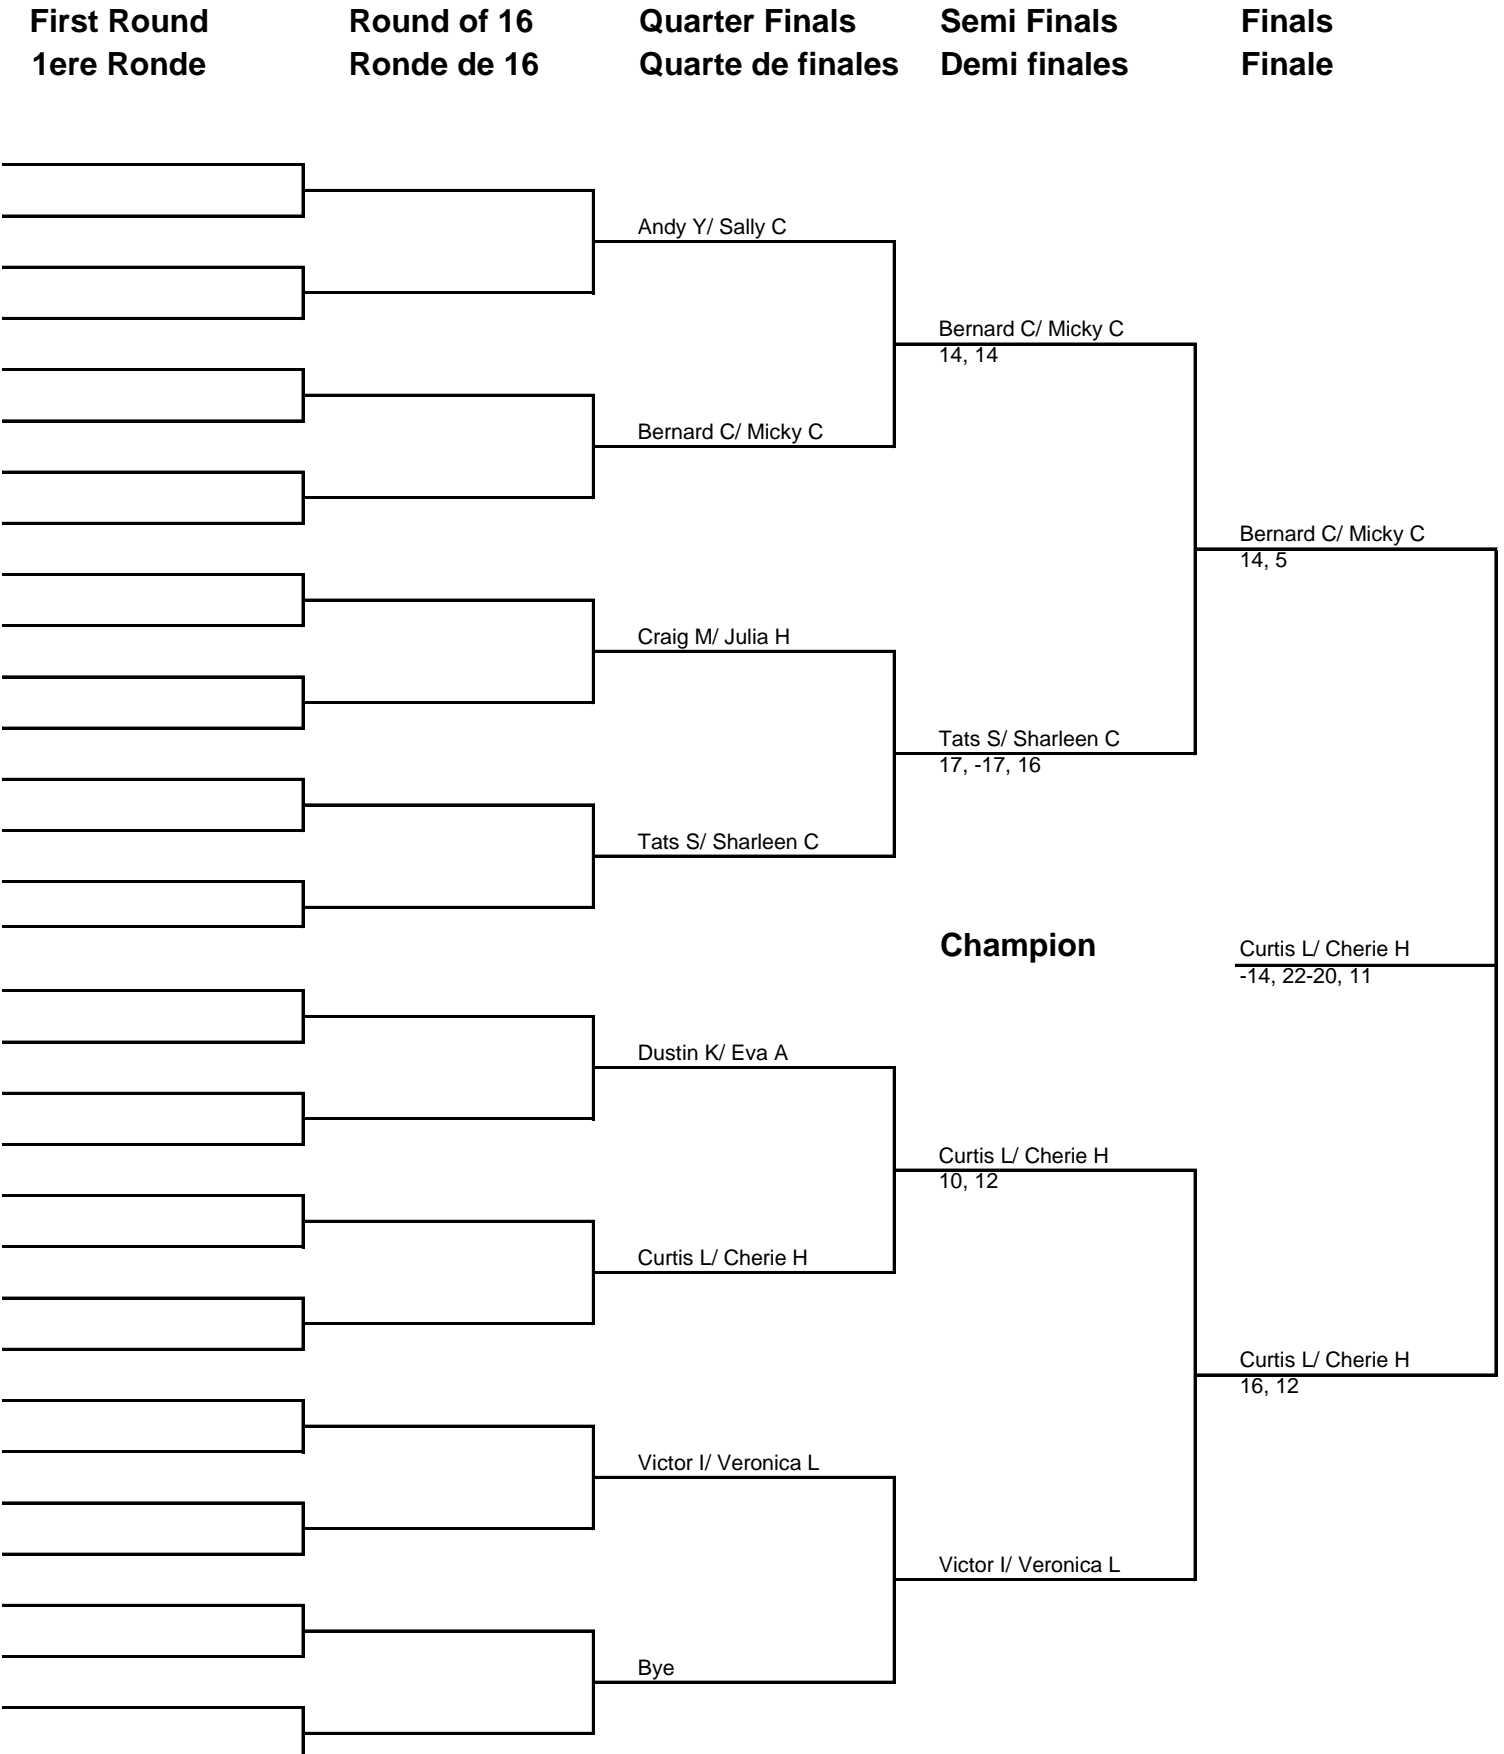 First Round Round of 16 Quarter Finals Semi Finals Finals
1ere Ronde Ronde de 16 Quarte de finales Demi finales Finale
Andy Y/ Sally C
Bernard C/ Micky C
14, 14
Bernard C/ Micky C
Bernard C/ Micky C
14, 5
Craig M/ Julia H
Tats S/ Sharleen C
17, -17, 16
Tats S/ Sharleen C
Champion Curtis L/ Cherie H
-14, 22-20, 11
Dustin K/ Eva A
Curtis L/ Cherie H
10, 12
Curtis L/ Cherie H
Curtis L/ Cherie H
16, 12
Victor I/ Veronica L
Victor I/ Veronica L
Bye